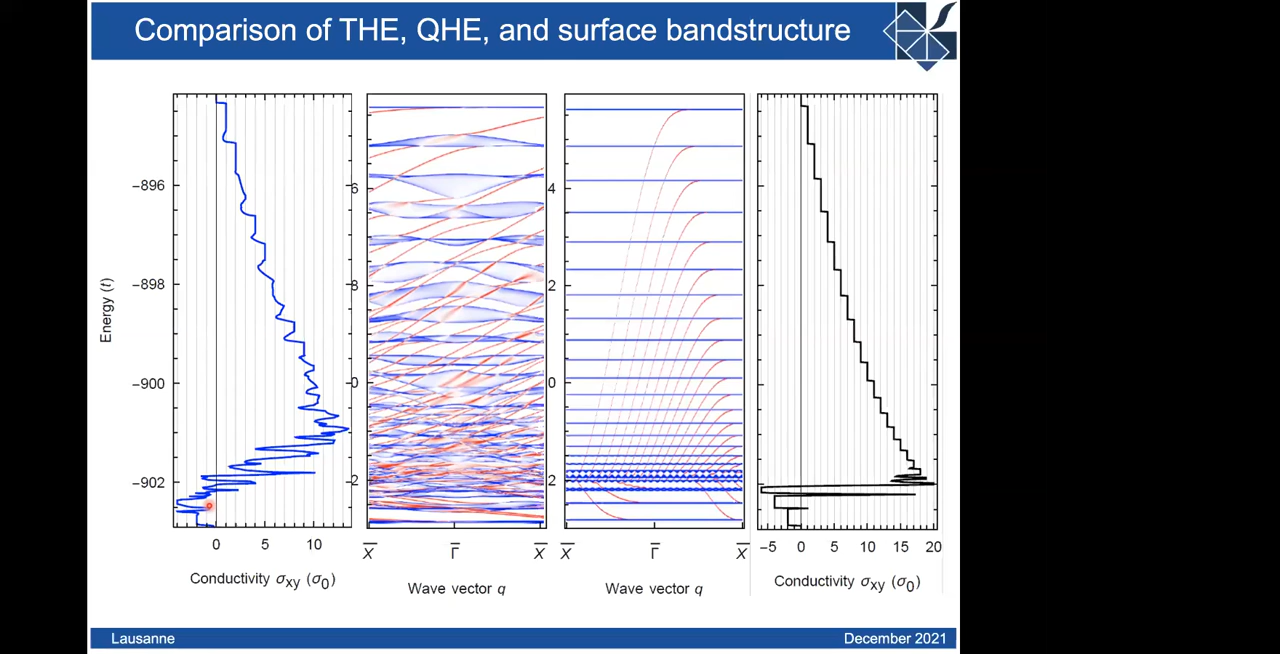 Comparison of THE, QHE, and surface bandstructure
Energy (t)
-896
-898
-900
-902
0 5 10
Conductivity σxy (σ0)
6
8
0
2
X̅ Γ̅ X̅
Wave vector q
4
2
0
2
X̅ Γ̅ X̅
Wave vector q
-5 0 5 10 15 20
Conductivity σxy (σ0)
Lausanne
December 2021